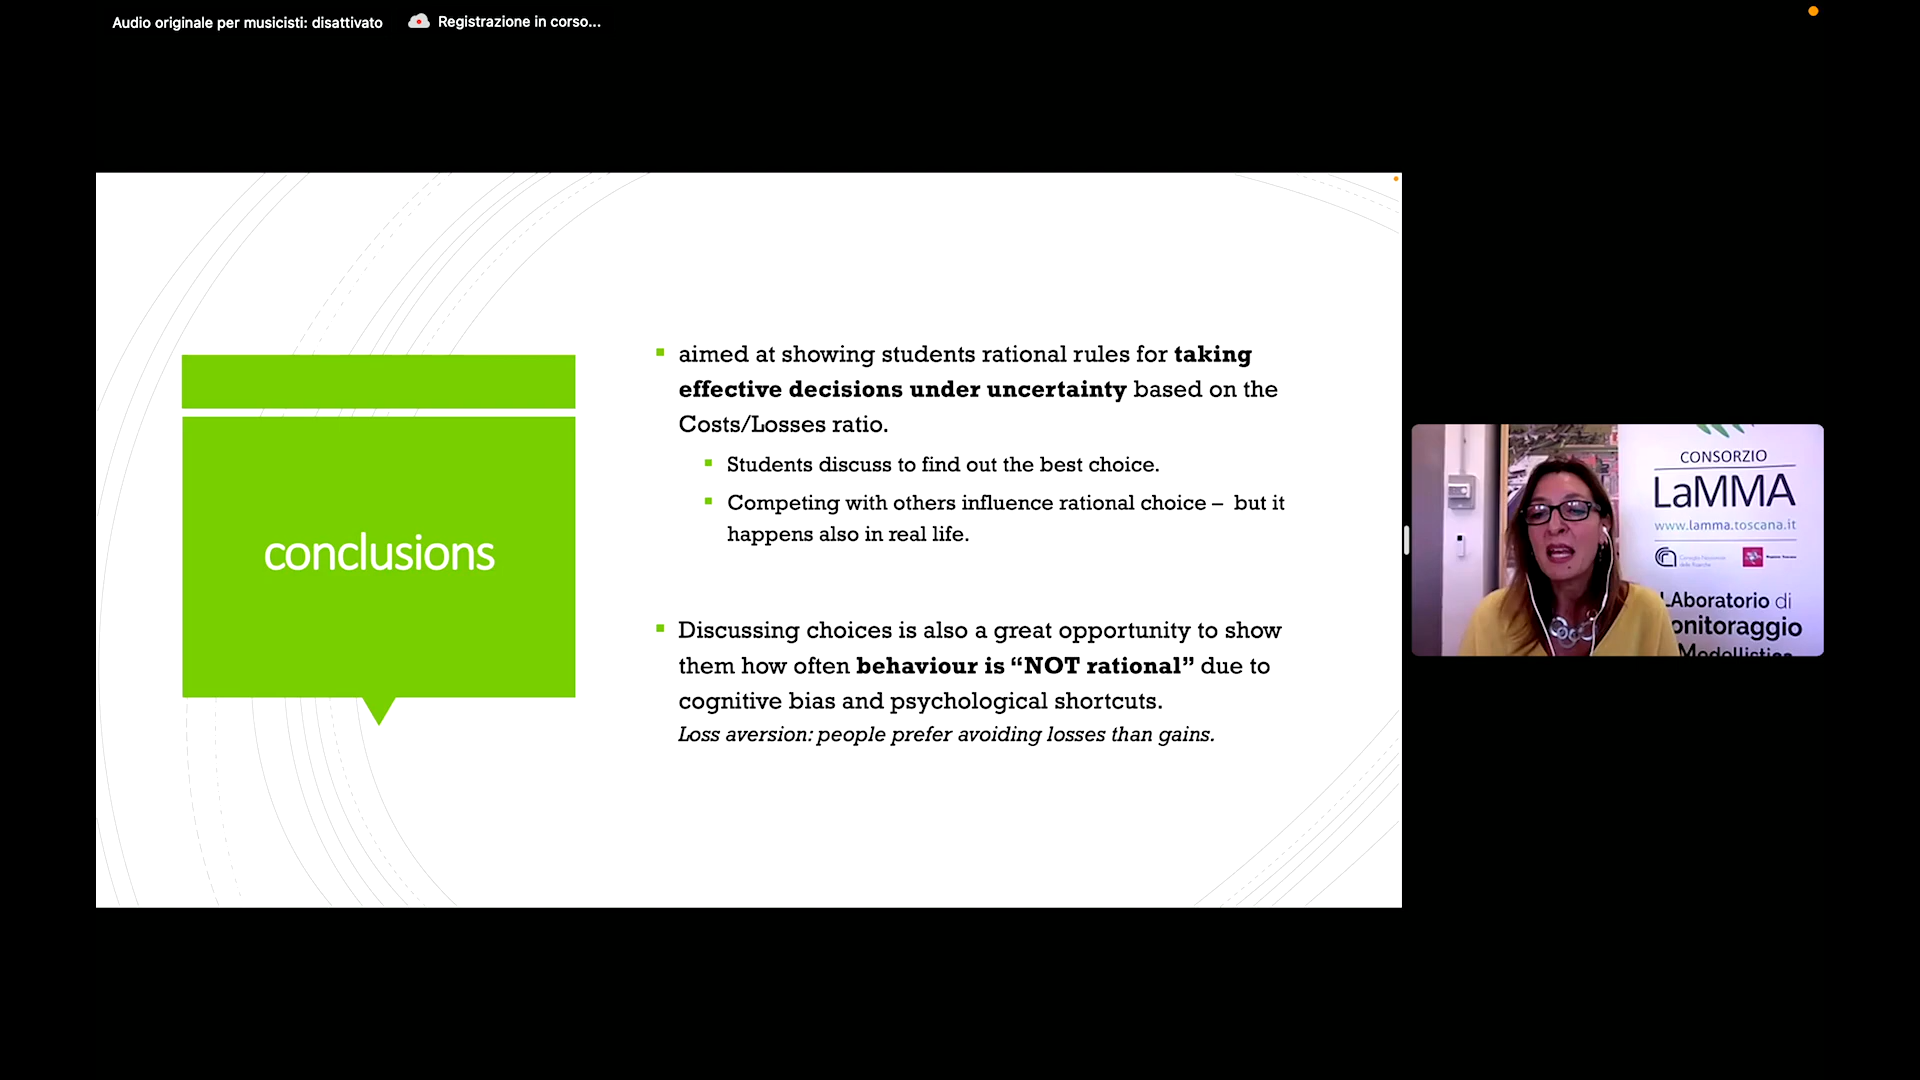 Audio originale per musicisti: disattivato
Registrazione in corso...
conclusions
aimed at showing students rational rules for taking
effective decisions under uncertainty based on the
Costs/Losses ratio.
Students discuss to find out the best choice.
Competing with others influence rational choice – but it
happens also in real life.
Discussing choices is also a great opportunity to show
them how often behaviour is “NOT rational” due to
cognitive bias and psychological shortcuts.
Loss aversion: people prefer avoiding losses than gains.
CONSORZIO
LaMMA
www.lamma.toscana.it
LAboratorio di
onitoraggio
Modellistica